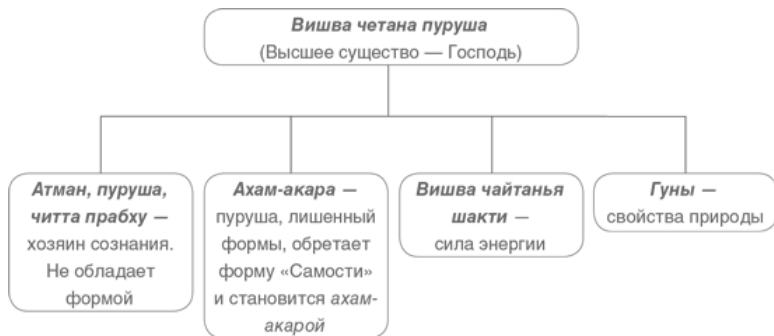 Вишва четана пуруша
(Высшее существо — Господь)
Атман, пуруша,
читта прабху —
хозяин сознания.
Не обладает
формой
Ахам-акара —
пуруша, лишенный
формы, обретает
форму «Самости»
и становится ахам-
акарой
Вишва чайтанья
шакти —
сила энергии
Гуны —
свойства природы